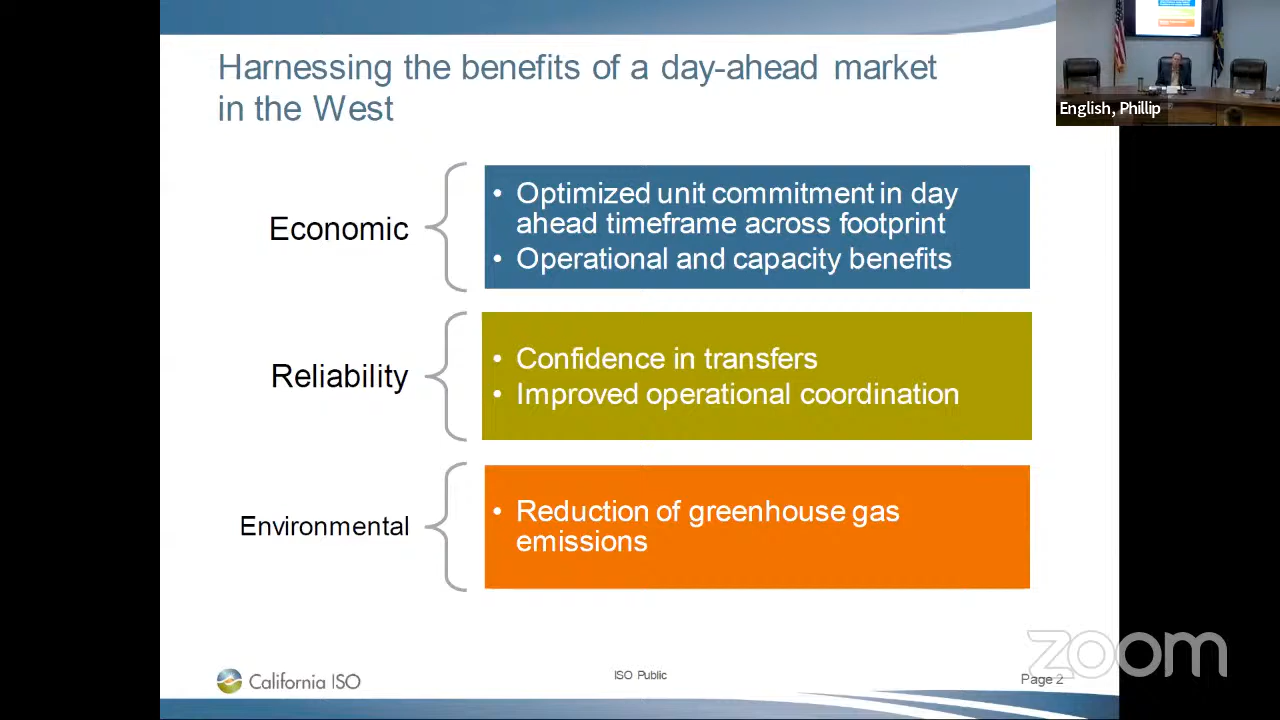 Harnessing the benefits of a day-ahead market
in the West
English, Phillip
Economic
• Optimized unit commitment in day
ahead timeframe across footprint
• Operational and capacity benefits
Reliability
• Confidence in transfers
• Improved operational coordination
Environmental
• Reduction of greenhouse gas
emissions
California ISO
ISO Public
Page 2
zoom